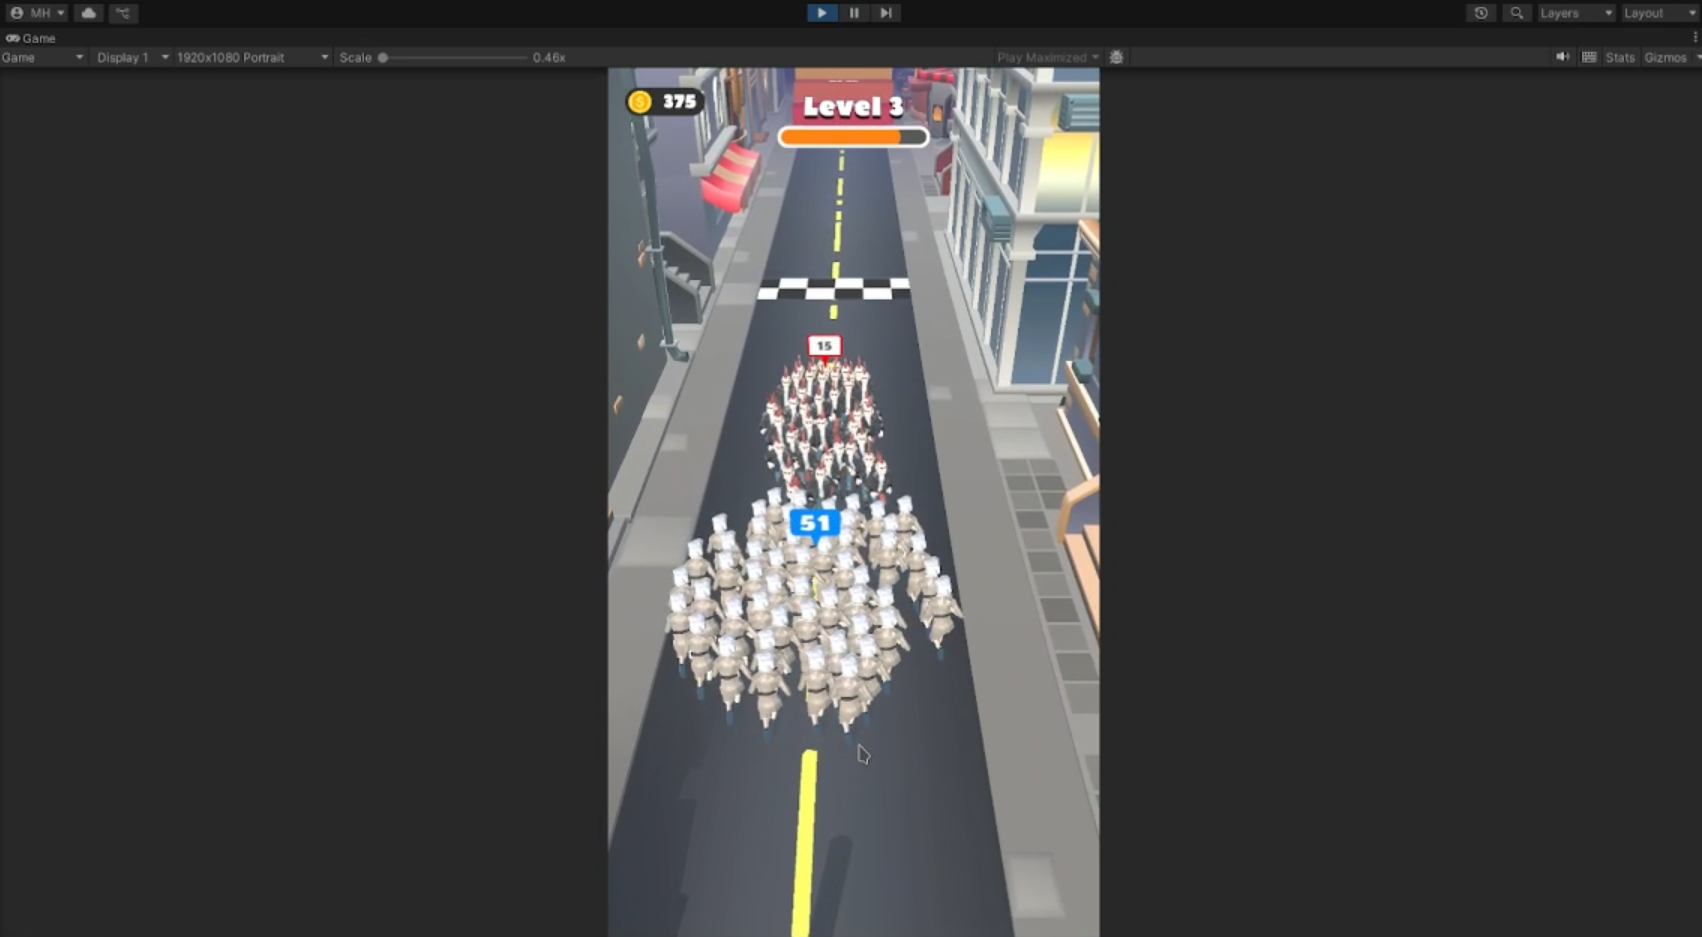 MH
Layers
Layout
Game
Game
Display 1
1920x1080 Portrait
Scale
0.46x
Play Maximized
Stats
Gizmos
375
Level 3
15
51